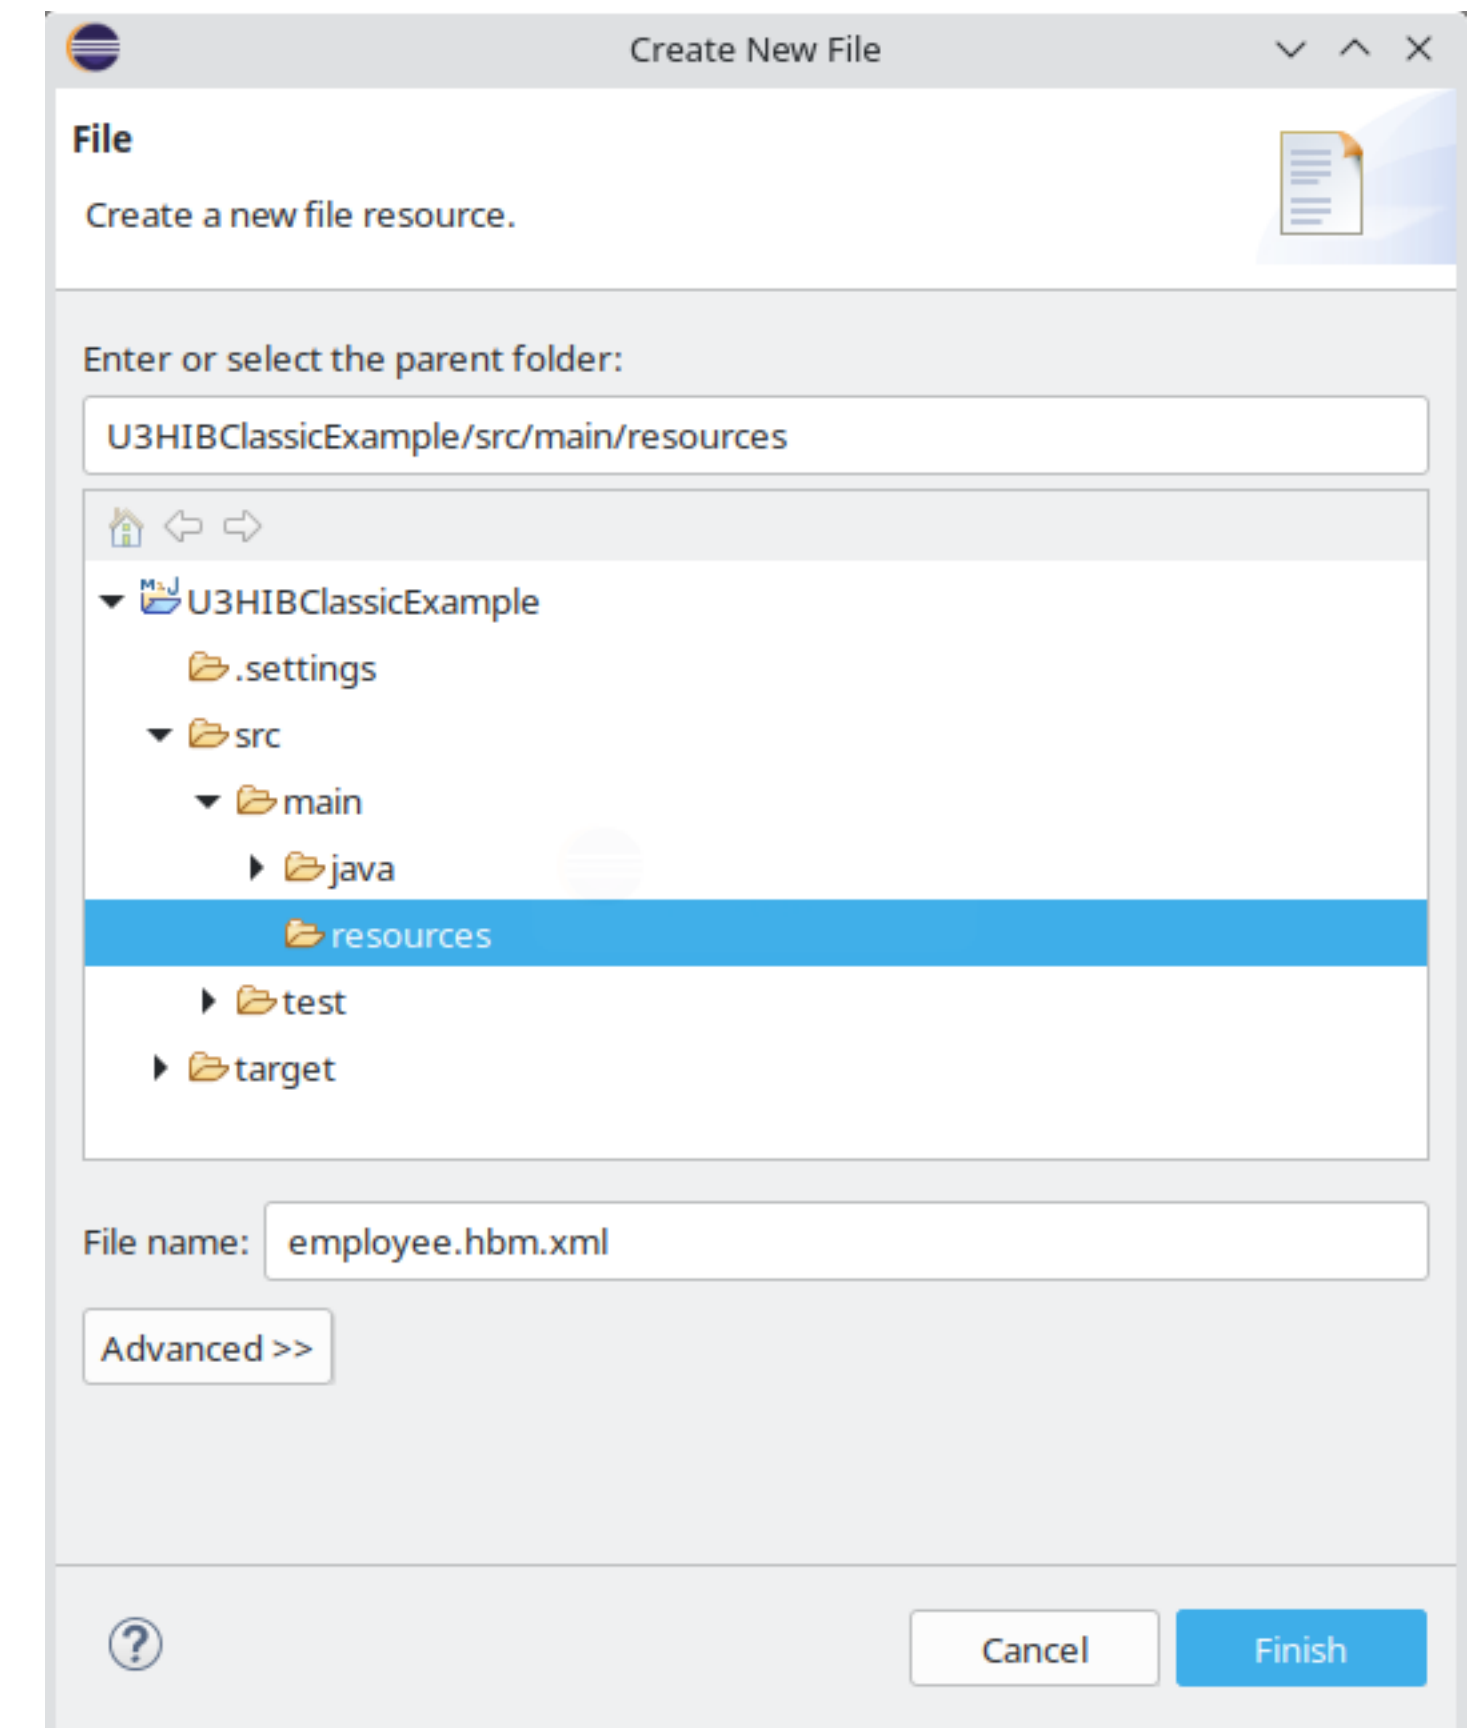 Create New File
File
Create a new file resource.
Enter or select the parent folder:
U3HIBClassicExample/src/main/resources
U3HIBClassicExample
.settings
src
main
java
resources
test
target
File name: employee.hbm.xml
Advanced >>
Cancel Finish